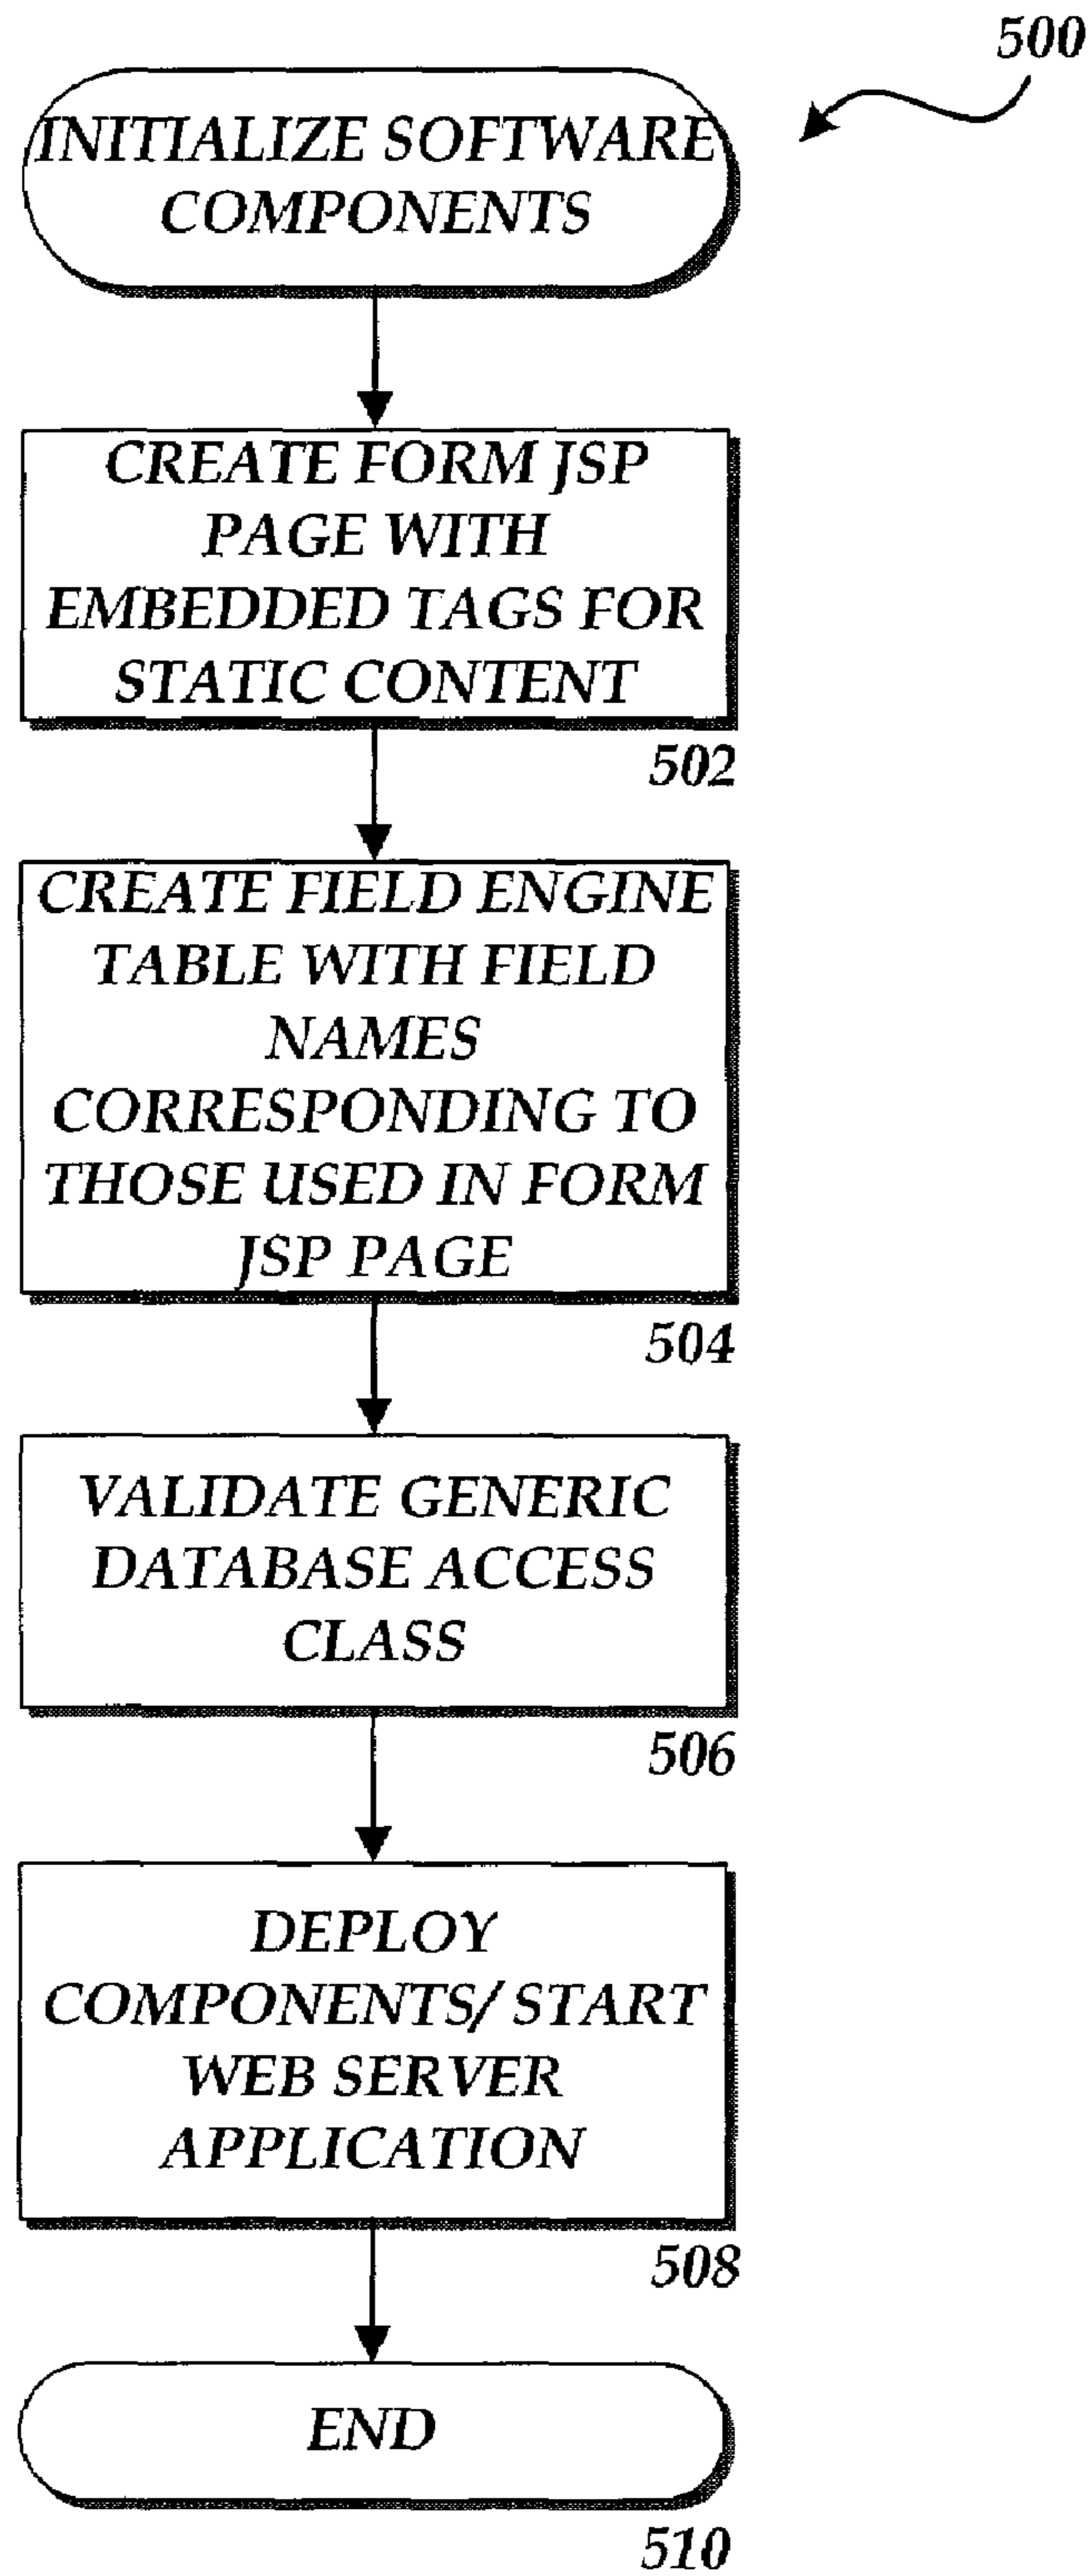 500
INITIALIZE SOFTWARE
COMPONENTS
CREATE FORM JSP
PAGE WITH
EMBEDDED TAGS FOR
STATIC CONTENT
502
CREATE FIELD ENGINE
TABLE WITH FIELD
NAMES
CORRESPONDING TO
THOSE USED IN FORM
JSP PAGE
504
VALIDATE GENERIC
DATABASE ACCESS
CLASS
506
DEPLOY
COMPONENTS/ START
WEB SERVER
APPLICATION
508
END
510